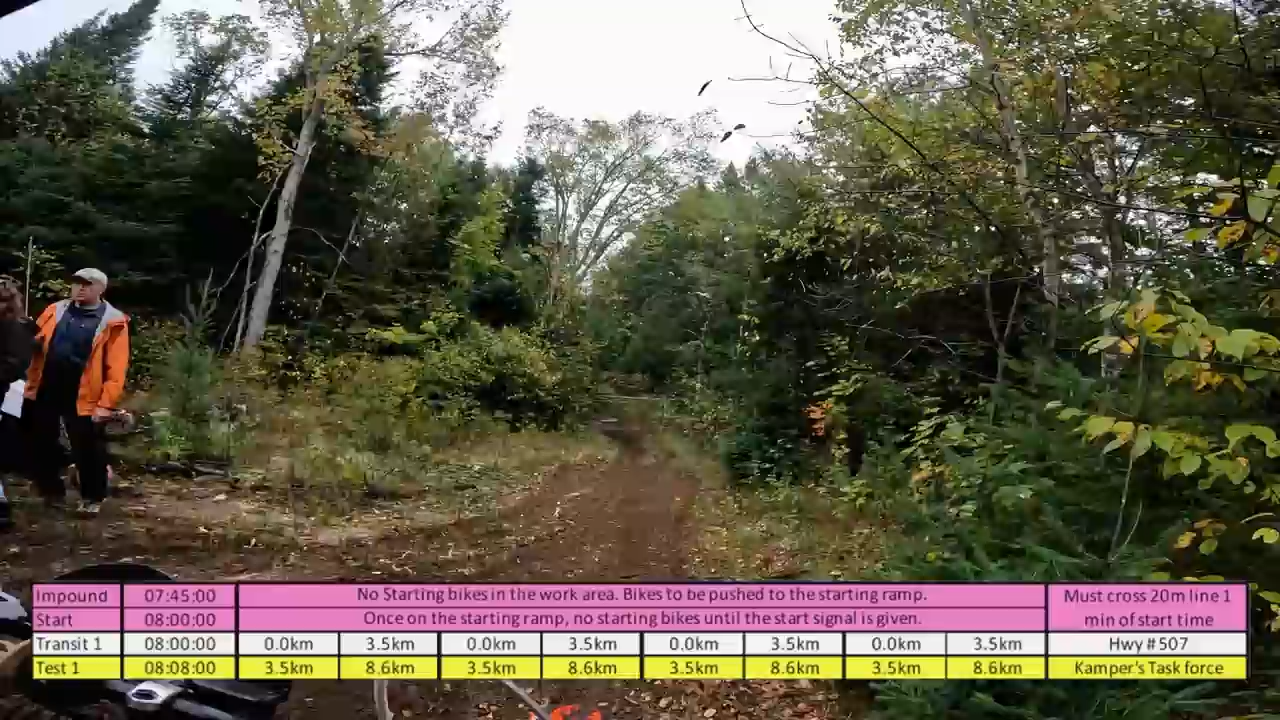 Impound 07:45:00 No Starting bikes in the work area. Bikes to be pushed to the starting ramp. Must cross 20m line 1
Start 08:00:00 Once on the starting ramp, no starting bikes until the start signal is given. min of start time
Transit 1 08:00:00 0.0km 3.5km 0.0km 3.5km 0.0km 3.5km 0.0km 3.5km Hwy #507
Test 1 08:08:00 3.5km 8.6km 3.5km 8.6km 3.5km 8.6km 3.5km 8.6km Kamper's Task force